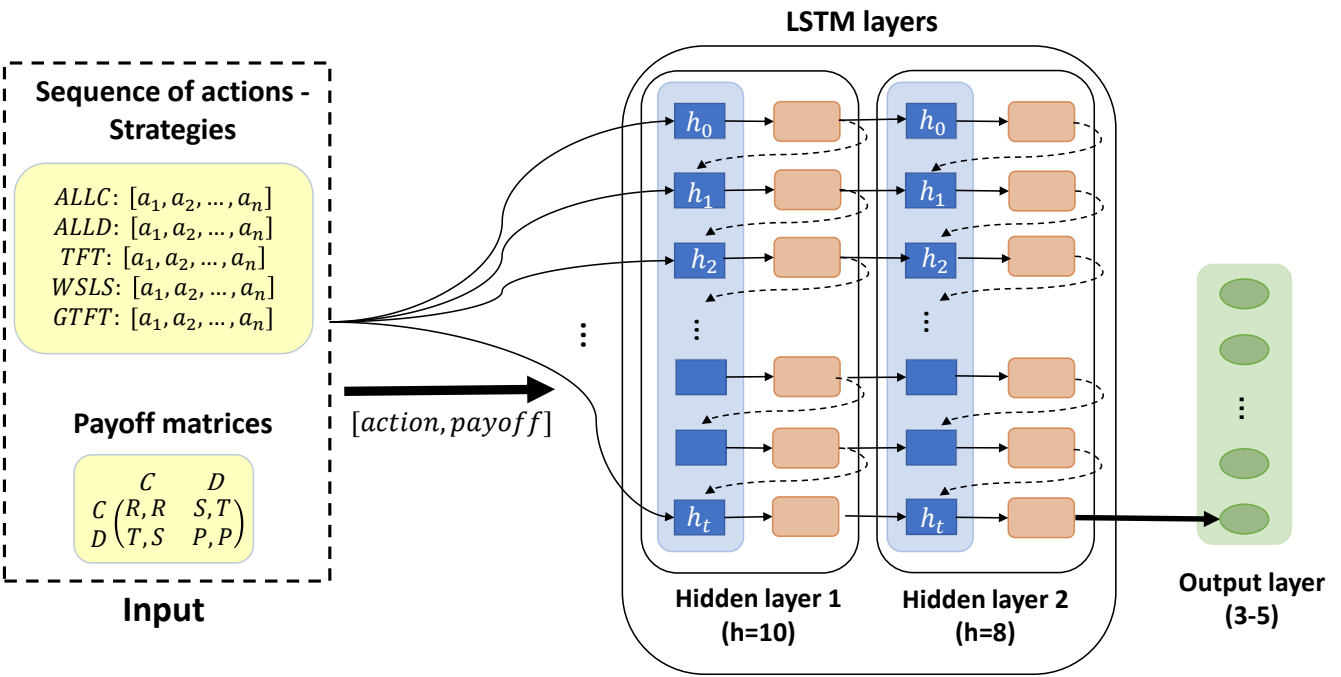 LSTM layers
Sequence of actions -
Strategies
ALLC: [a₁, a₂, … , aₙ]
ALLD: [a₁, a₂, … , aₙ]
TFT: [a₁, a₂, … , aₙ]
WSLS: [a₁, a₂, … , aₙ]
GTFT: [a₁, a₂, … , aₙ]
Payoff matrices
C D
C (R, R S, T
D T, S P, P)
Input
[action, payoff]
…
h₀
h₁
h₂
…
hₜ
Hidden layer 1
(h=10)
h₀
h₁
h₂
…
hₜ
Hidden layer 2
(h=8)
…
Output layer
(3-5)